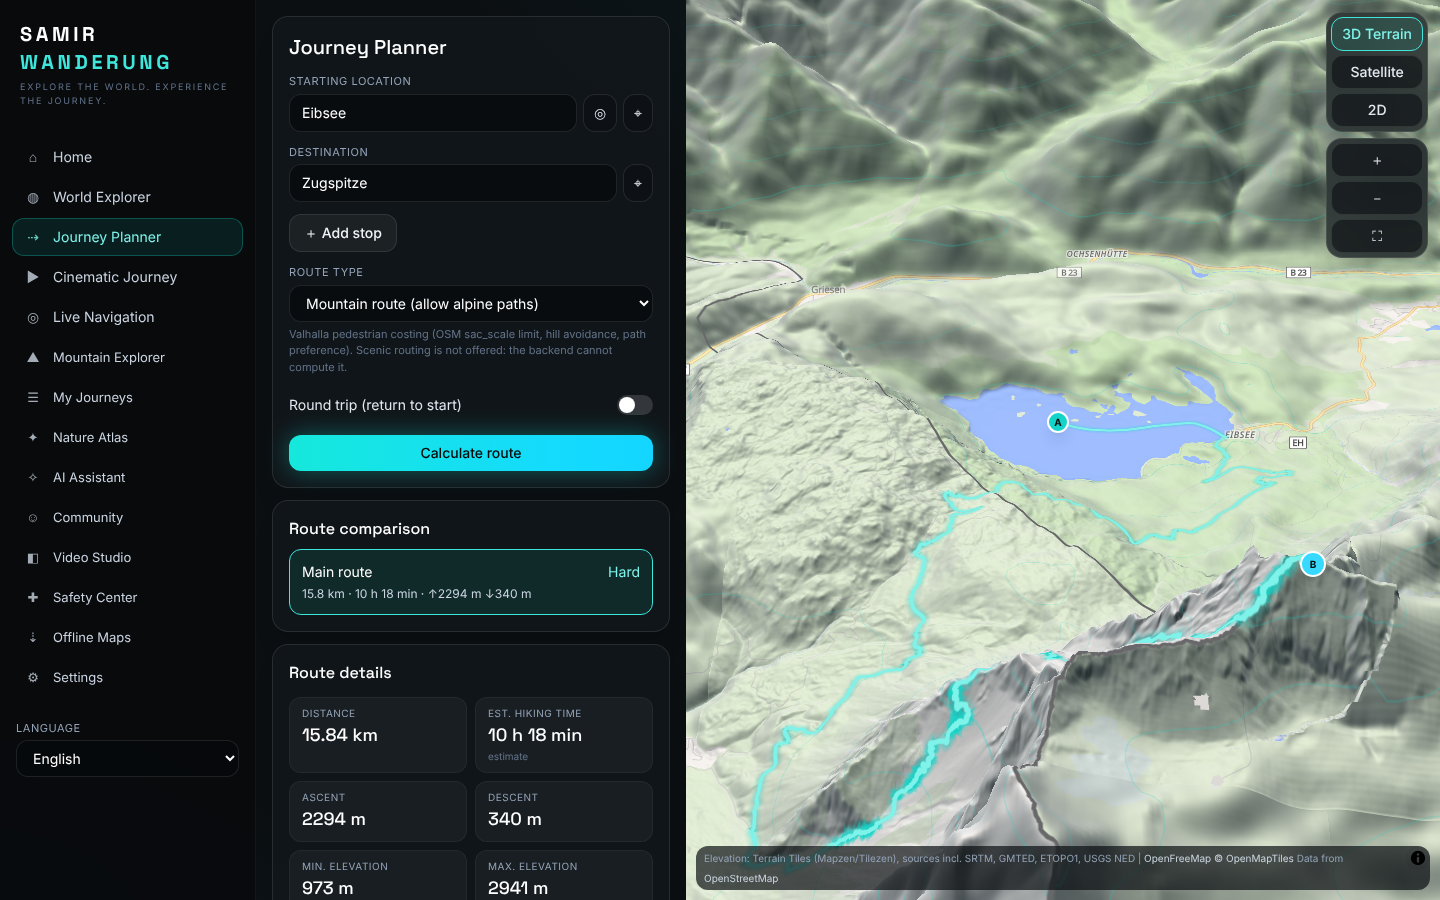 SAMIR
WANDERUNG
EXPLORE THE WORLD. EXPERIENCE
THE JOURNEY.
Home
World Explorer
Journey Planner
Cinematic Journey
Live Navigation
Mountain Explorer
My Journeys
Nature Atlas
AI Assistant
Community
Video Studio
Safety Center
Offline Maps
Settings
LANGUAGE
English
Journey Planner
STARTING LOCATION
Eibsee
DESTINATION
Zugspitze
+ Add stop
ROUTE TYPE
Mountain route (allow alpine paths)
Valhalla pedestrian costing (OSM sac_scale limit, hill avoidance, path
preference). Scenic routing is not offered: the backend cannot
compute it.
Round trip (return to start)
Calculate route
Route comparison
Main route Hard
15.8 km · 10 h 18 min · ↑2294 m ↓340 m
Route details
DISTANCE
15.84 km
EST. HIKING TIME
10 h 18 min
estimate
ASCENT
2294 m
DESCENT
340 m
MIN. ELEVATION
973 m
MAX. ELEVATION
2941 m
3D Terrain
Satellite
2D
+
−
OCHSENHÜTTE
B 23
B 23
Griesen
A
EIBSEE
EH
B
Elevation: Terrain Tiles (Mapzen/Tilezen), sources incl. SRTM, GMTED, ETOPO1, USGS NED | OpenFreeMap © OpenMapTiles Data from
OpenStreetMap